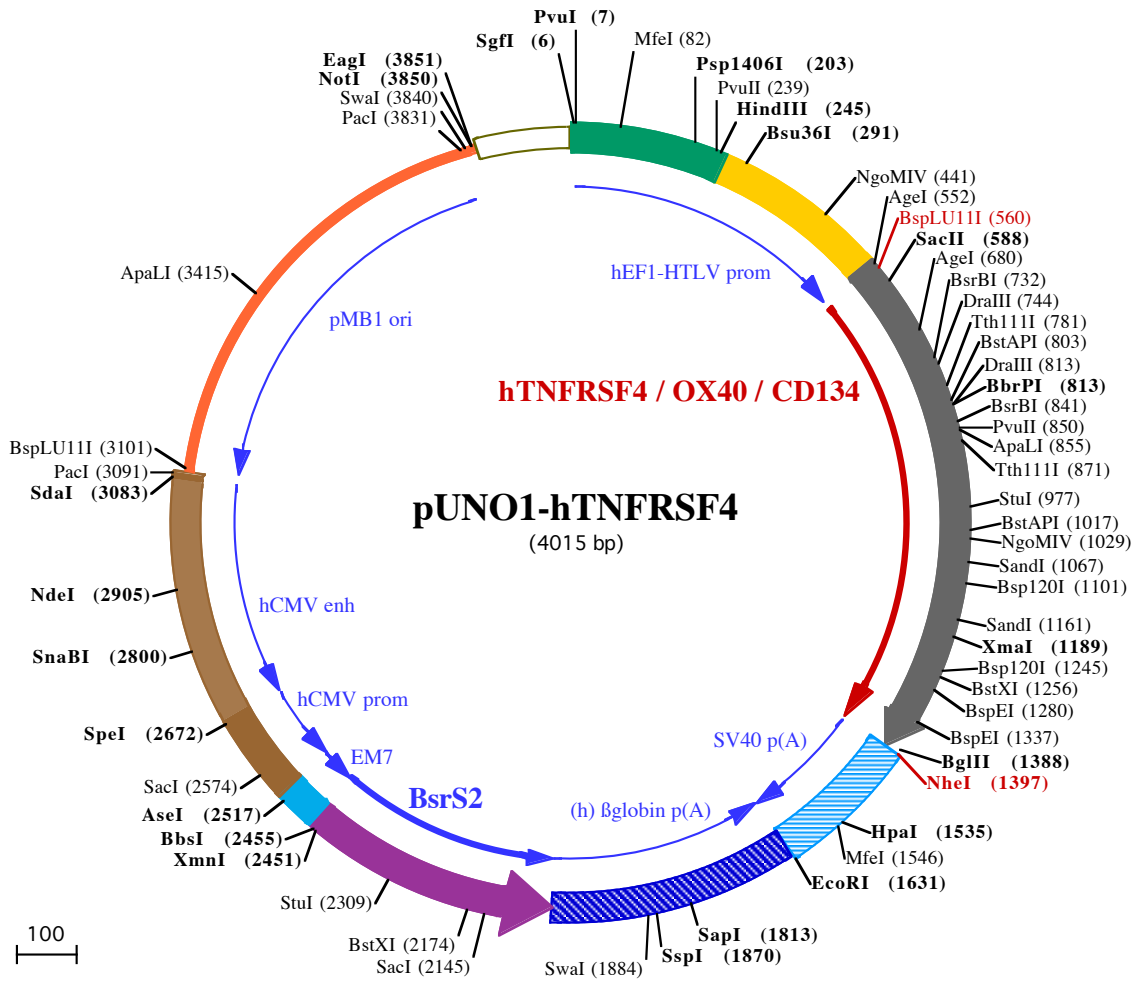 PvuI (7)
SgfI (6)
MfeI (82)
Psp1406I (203)
PvuII (239)
HindIII (245)
Bsu36I (291)
NgoMIV (441)
AgeI (552)
BspLU11I (560)
SacII (588)
AgeI (680)
BsrBI (732)
DraIII (744)
Tth111I (781)
BstAPI (803)
DraIII (813)
BbrPI (813)
BsrBI (841)
PvuII (850)
ApaLI (855)
Tth111I (871)
StuI (977)
BstAPI (1017)
NgoMIV (1029)
SandI (1067)
Bsp120I (1101)
SandI (1161)
XmaI (1189)
Bsp120I (1245)
BstXI (1256)
BspEI (1280)
BspEI (1337)
BglII (1388)
NheI (1397)
HpaI (1535)
MfeI (1546)
EcoRI (1631)
SapI (1813)
SspI (1870)
SwaI (1884)
SacI (2145)
BstXI (2174)
StuI (2309)
XmnI (2451)
BbsI (2455)
AseI (2517)
SacI (2574)
SpeI (2672)
SnaBI (2800)
NdeI (2905)
SdaI (3083)
PacI (3091)
BspLU11I (3101)
ApaLI (3415)
PacI (3831)
SwaI (3840)
NotI (3850)
EagI (3851)
hEF1-HTLV prom
pMB1 ori
hTNFRSF4 / OX40 / CD134
pUNO1-hTNFRSF4
(4015 bp)
hCMV enh
hCMV prom
EM7
BsrS2
SV40 p(A)
(h) ßglobin p(A)
100